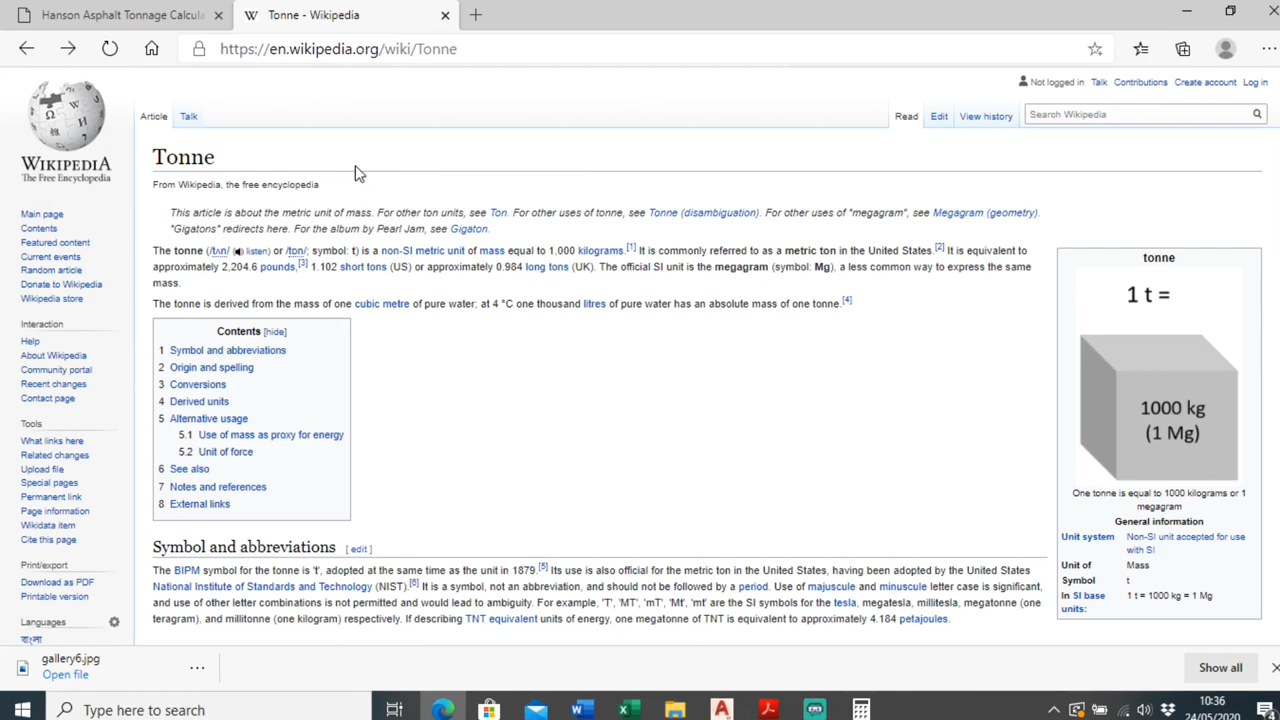 Hanson Asphalt Tonnage Calcula
Tonne - Wikipedia
https://en.wikipedia.org/wiki/Tonne
Not logged in Talk Contributions Create account Log in
Article Talk
Read Edit View history
Search Wikipedia
WIKIPEDIA
The Free Encyclopedia
Main page
Contents
Featured content
Current events
Random article
Donate to Wikipedia
Wikipedia store
Interaction
Help
About Wikipedia
Community portal
Recent changes
Contact page
Tools
What links here
Related changes
Upload file
Special pages
Permanent link
Page information
Wikidata item
Cite this page
Print/export
Download as PDF
Printable version
Languages
বাংলা
Tonne
From Wikipedia, the free encyclopedia
This article is about the metric unit of mass. For other ton units, see Ton. For other uses of tonne, see Tonne (disambiguation). For other uses of "megagram", see Megagram (geometry).
"Gigatons" redirects here. For the album by Pearl Jam, see Gigaton.
The tonne (/tʌn/ ( listen) or /tɒn/; symbol: t) is a non-SI metric unit of mass equal to 1,000 kilograms.[1] It is commonly referred to as a metric ton in the United States.[2] It is equivalent to
approximately 2,204.6 pounds,[3] 1.102 short tons (US) or approximately 0.984 long tons (UK). The official SI unit is the megagram (symbol: Mg), a less common way to express the same
mass.
The tonne is derived from the mass of one cubic metre of pure water; at 4 °C one thousand litres of pure water has an absolute mass of one tonne.[4]
Contents [hide]
1 Symbol and abbreviations
2 Origin and spelling
3 Conversions
4 Derived units
5 Alternative usage
5.1 Use of mass as proxy for energy
5.2 Unit of force
6 See also
7 Notes and references
8 External links
tonne
1 t =
1000 kg
(1 Mg)
One tonne is equal to 1000 kilograms or 1
megagram
General information
Unit system Non-SI unit accepted for use
with SI
Unit of Mass
Symbol t
In SI base 1 t = 1000 kg = 1 Mg
units:
Symbol and abbreviations [ edit ]
The BIPM symbol for the tonne is 't', adopted at the same time as the unit in 1879.[5] Its use is also official for the metric ton in the United States, having been adopted by the United States
National Institute of Standards and Technology (NIST).[6] It is a symbol, not an abbreviation, and should not be followed by a period. Use of majuscule and minuscule letter case is significant,
and use of other letter combinations is not permitted and would lead to ambiguity. For example, 'T', 'MT', 'mT', 'Mt', 'mt' are the SI symbols for the tesla, megatesla, millitesla, megatonne (one
teragram), and millitonne (one kilogram) respectively. If describing TNT equivalent units of energy, one megatonne of TNT is equivalent to approximately 4.184 petajoules.
gallery6.jpg
Open file
Show all
Type here to search
10:36
24/05/2020